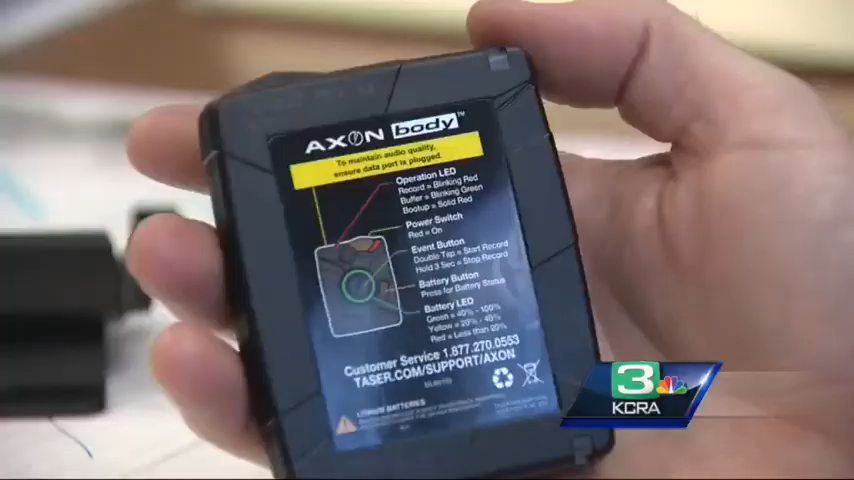 AXON body™
To maintain audio quality,
ensure data port is plugged.
Operation LED
Record = Blinking Red
Buffer = Blinking Green
Bootup = Solid Red
Power Switch
Red = On
Event Button
Double Tap = Start Record
Hold 3 Sec = Stop Record
Battery Button
Press for Battery Status
Battery LED
Green = 40% - 100%
Yellow = 20% - 40%
Red = Less than 20%
Customer Service 1.877.270.0553
TASER.COM/SUPPORT/AXON
LITHIUM BATTERIES
3
KCRA